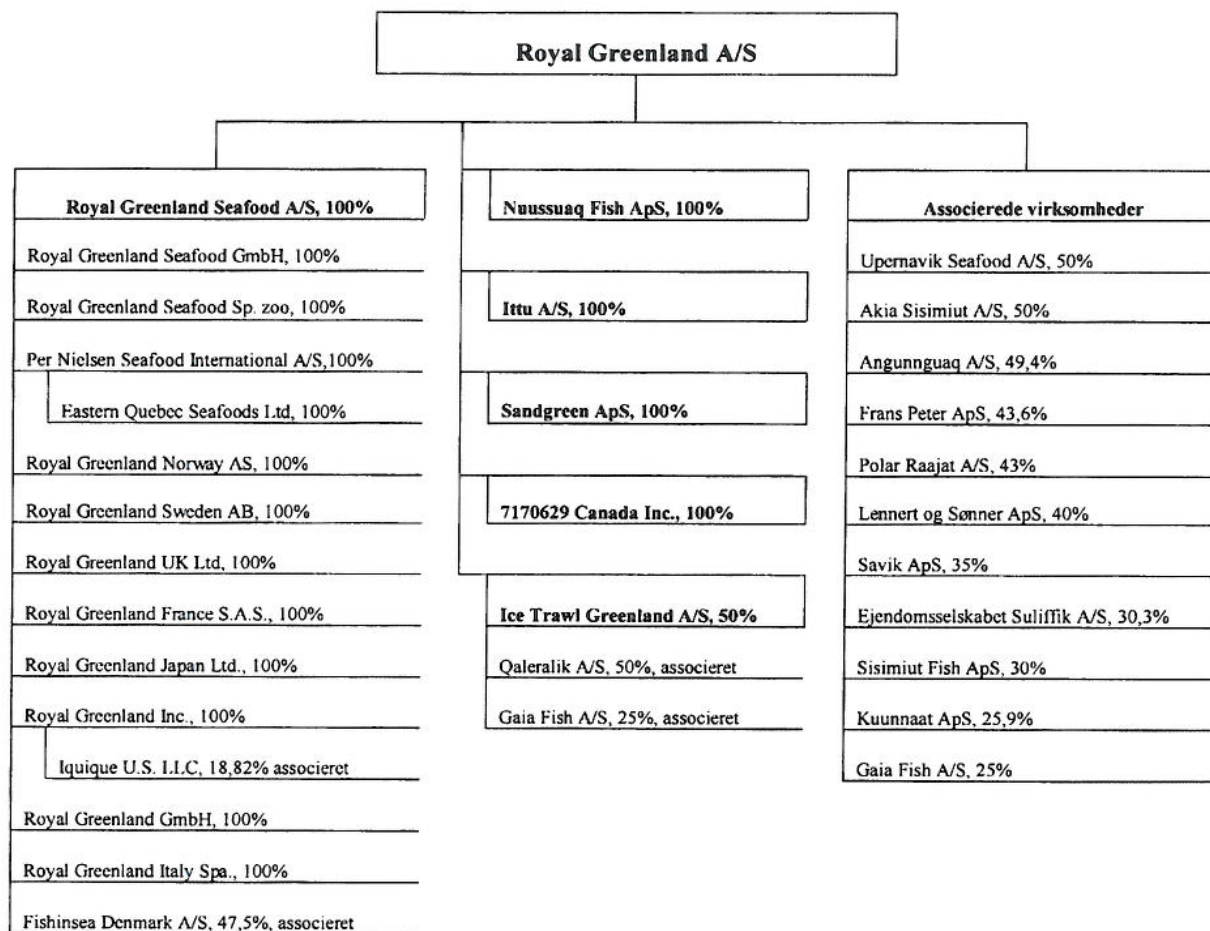 Royal Greenland A/S
Royal Greenland Seafood A/S, 100%
Royal Greenland Seafood GmbH, 100%
Royal Greenland Seafood Sp. zoo, 100%
Per Nielsen Seafood International A/S,100%
Eastern Quebec Seafoods Ltd, 100%
Royal Greenland Norway AS, 100%
Royal Greenland Sweden AB, 100%
Royal Greenland UK Ltd, 100%
Royal Greenland France S.A.S., 100%
Royal Greenland Japan Ltd., 100%
Royal Greenland Inc., 100%
Iquique U.S. LLC, 18,82% associeret
Royal Greenland GmbH, 100%
Royal Greenland Italy Spa., 100%
Fishinsea Denmark A/S, 47,5%, associeret
Nuussuaq Fish ApS, 100%
Ittu A/S, 100%
Sandgreen ApS, 100%
7170629 Canada Inc., 100%
Ice Trawl Greenland A/S, 50%
Qaleralik A/S, 50%, associeret
Gaia Fish A/S, 25%, associeret
Associerede virksomheder
Upernavik Seafood A/S, 50%
Akia Sisimiut A/S, 50%
Angunnguaq A/S, 49,4%
Frans Peter ApS, 43,6%
Polar Raajat A/S, 43%
Lennert og Sønner ApS, 40%
Savik ApS, 35%
Ejendomsselskabet Suliffik A/S, 30,3%
Sisimiut Fish ApS, 30%
Kuunnaat ApS, 25,9%
Gaia Fish A/S, 25%